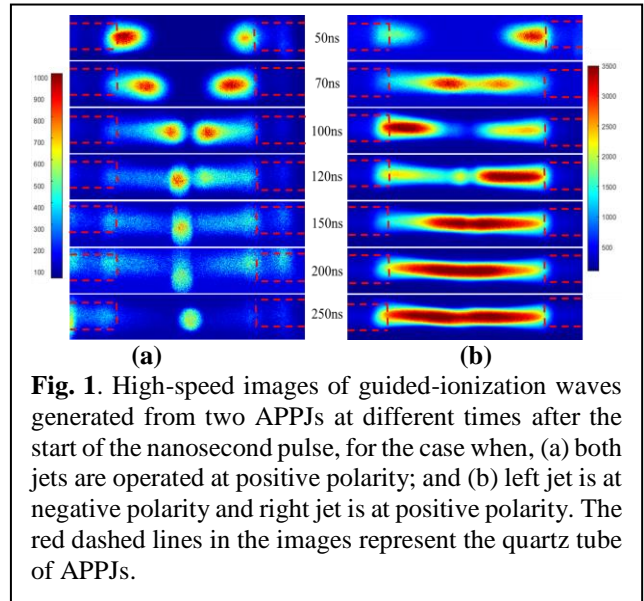 50ns
70ns
100ns
120ns
150ns
200ns
250ns
1000
900
800
700
600
500
400
300
200
100
3500
3000
2500
2000
1500
1000
500
(a)
(b)
Fig. 1. High-speed images of guided-ionization waves
generated from two APPJs at different times after the
start of the nanosecond pulse, for the case when, (a) both
jets are operated at positive polarity; and (b) left jet is at
negative polarity and right jet is at positive polarity. The
red dashed lines in the images represent the quartz tube
of APPJs.